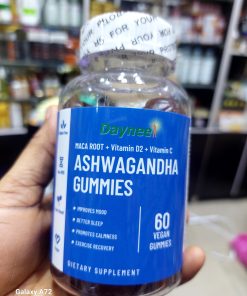 Daynee
MACA ROOT + Vitamin D2 + Vitamin C
ASHWAGANDHA
GUMMIES
• IMPROVES MOOD
• BETTER SLEEP
• PROMOTES CALMNESS
• EXERCISE RECOVERY
60
VEGAN
GUMMIES
DIETARY SUPPLEMENT
Galaxy A72